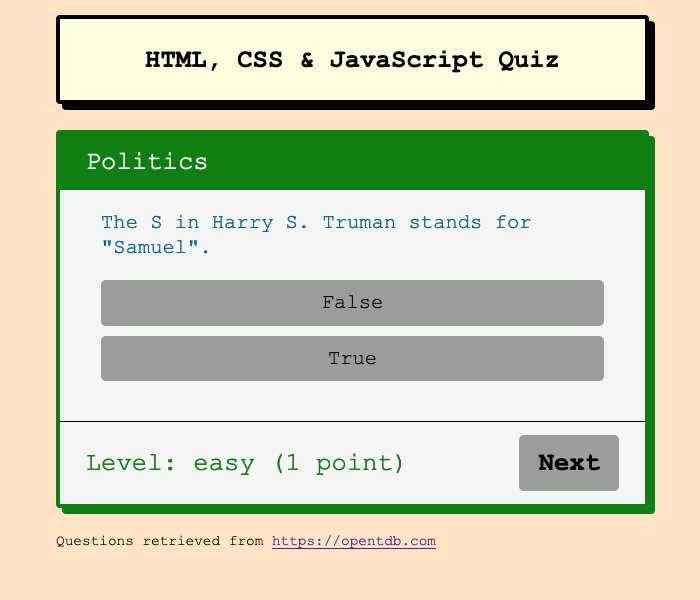 HTML, CSS & JavaScript Quiz
Politics
The S in Harry S. Truman stands for
"Samuel".
False
True
Level: easy (1 point)
Next
Questions retrieved from https://opentdb.com